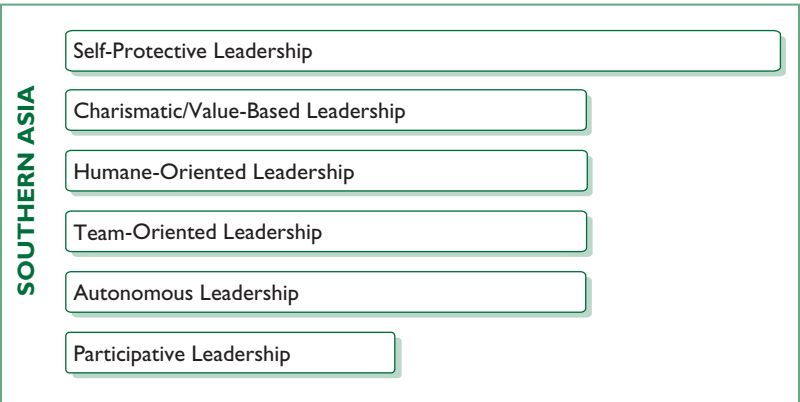 SOUTHERN ASIA
Self-Protective Leadership
Charismatic/Value-Based Leadership
Humane-Oriented Leadership
Team-Oriented Leadership
Autonomous Leadership
Participative Leadership